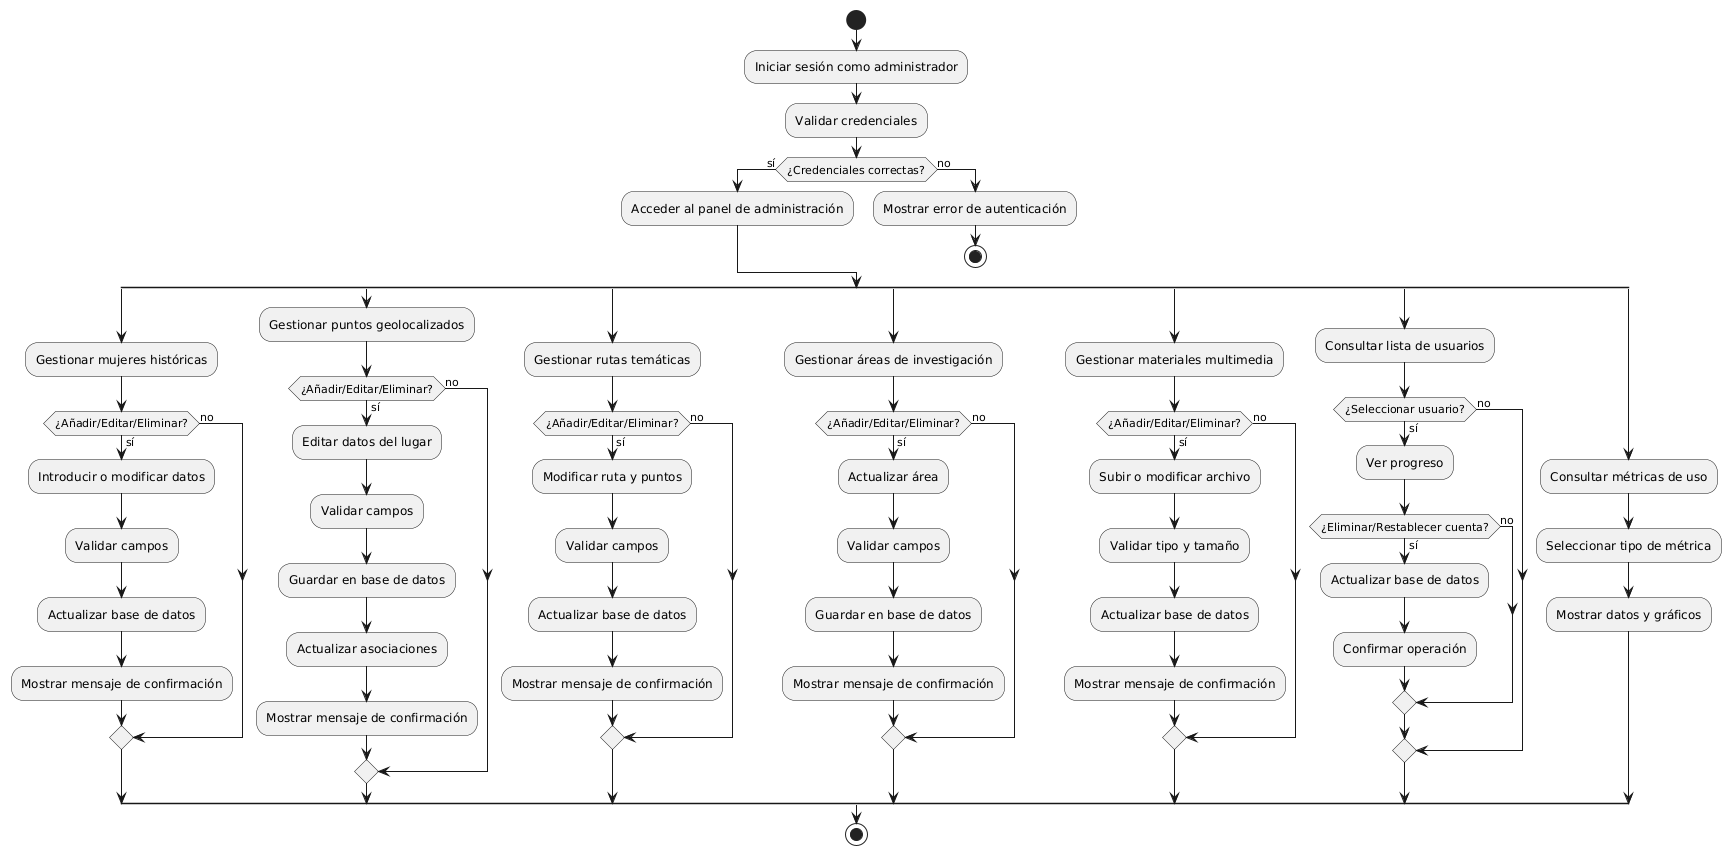 Iniciar sesión como administrador
Validar credenciales
sí
¿Credenciales correctas?
no
Acceder al panel de administración
Mostrar error de autenticación
Gestionar mujeres históricas
¿Añadir/Editar/Eliminar?
no
sí
Introducir o modificar datos
Validar campos
Actualizar base de datos
Mostrar mensaje de confirmación
Gestionar puntos geolocalizados
¿Añadir/Editar/Eliminar?
no
sí
Editar datos del lugar
Validar campos
Guardar en base de datos
Actualizar asociaciones
Mostrar mensaje de confirmación
Gestionar rutas temáticas
¿Añadir/Editar/Eliminar?
no
sí
Modificar ruta y puntos
Validar campos
Actualizar base de datos
Mostrar mensaje de confirmación
Gestionar áreas de investigación
¿Añadir/Editar/Eliminar?
no
sí
Actualizar área
Validar campos
Guardar en base de datos
Mostrar mensaje de confirmación
Gestionar materiales multimedia
¿Añadir/Editar/Eliminar?
no
sí
Subir o modificar archivo
Validar tipo y tamaño
Actualizar base de datos
Mostrar mensaje de confirmación
Consultar lista de usuarios
¿Seleccionar usuario?
no
sí
Ver progreso
¿Eliminar/Restablecer cuenta?
no
sí
Actualizar base de datos
Confirmar operación
Consultar métricas de uso
Seleccionar tipo de métrica
Mostrar datos y gráficos